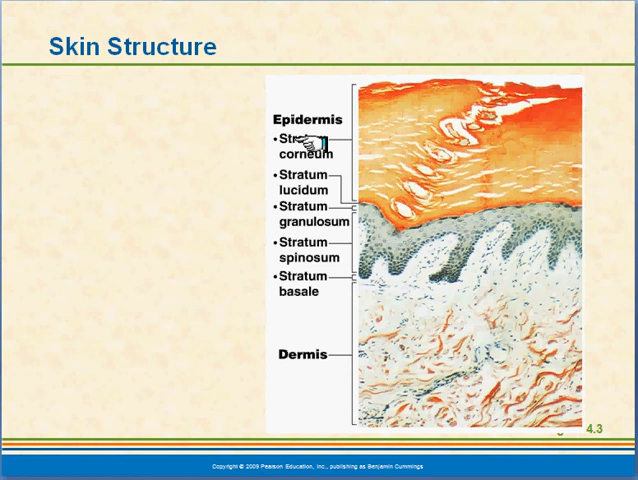 Skin Structure
Epidermis
• 
corneum
• Stratum
lucidum
• Stratum
granulosum
• Stratum
spinosum
• Stratum
basale
Dermis
4.3
Copyright © 2009 Pearson Education, Inc., publishing as Benjamin Cummings